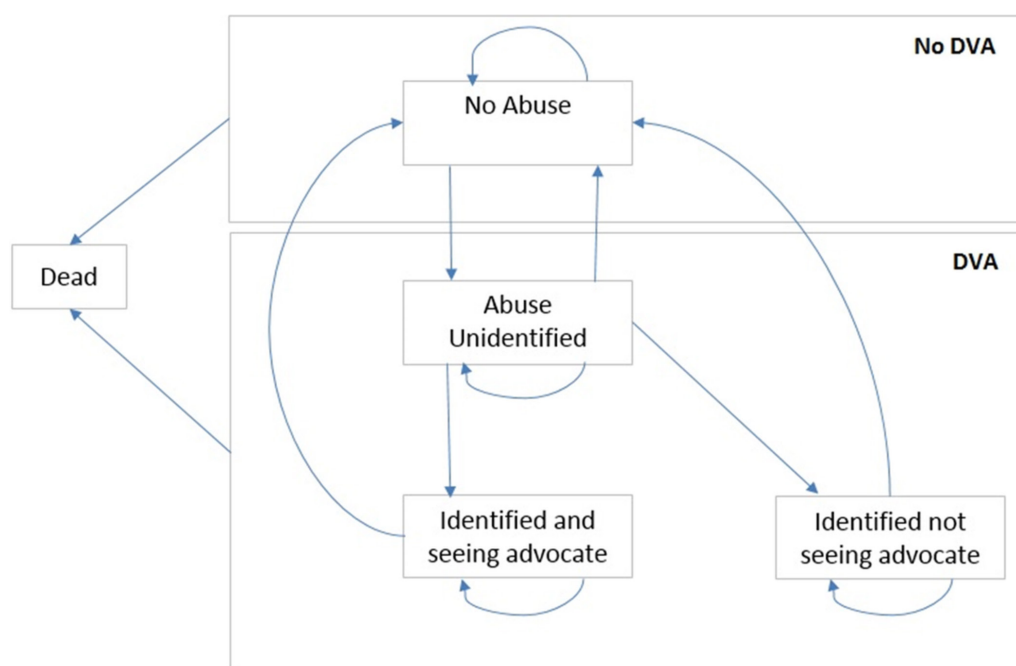 No DVA
No Abuse
Dead
DVA
Abuse
Unidentified
Identified and
seeing advocate
Identified not
seeing advocate